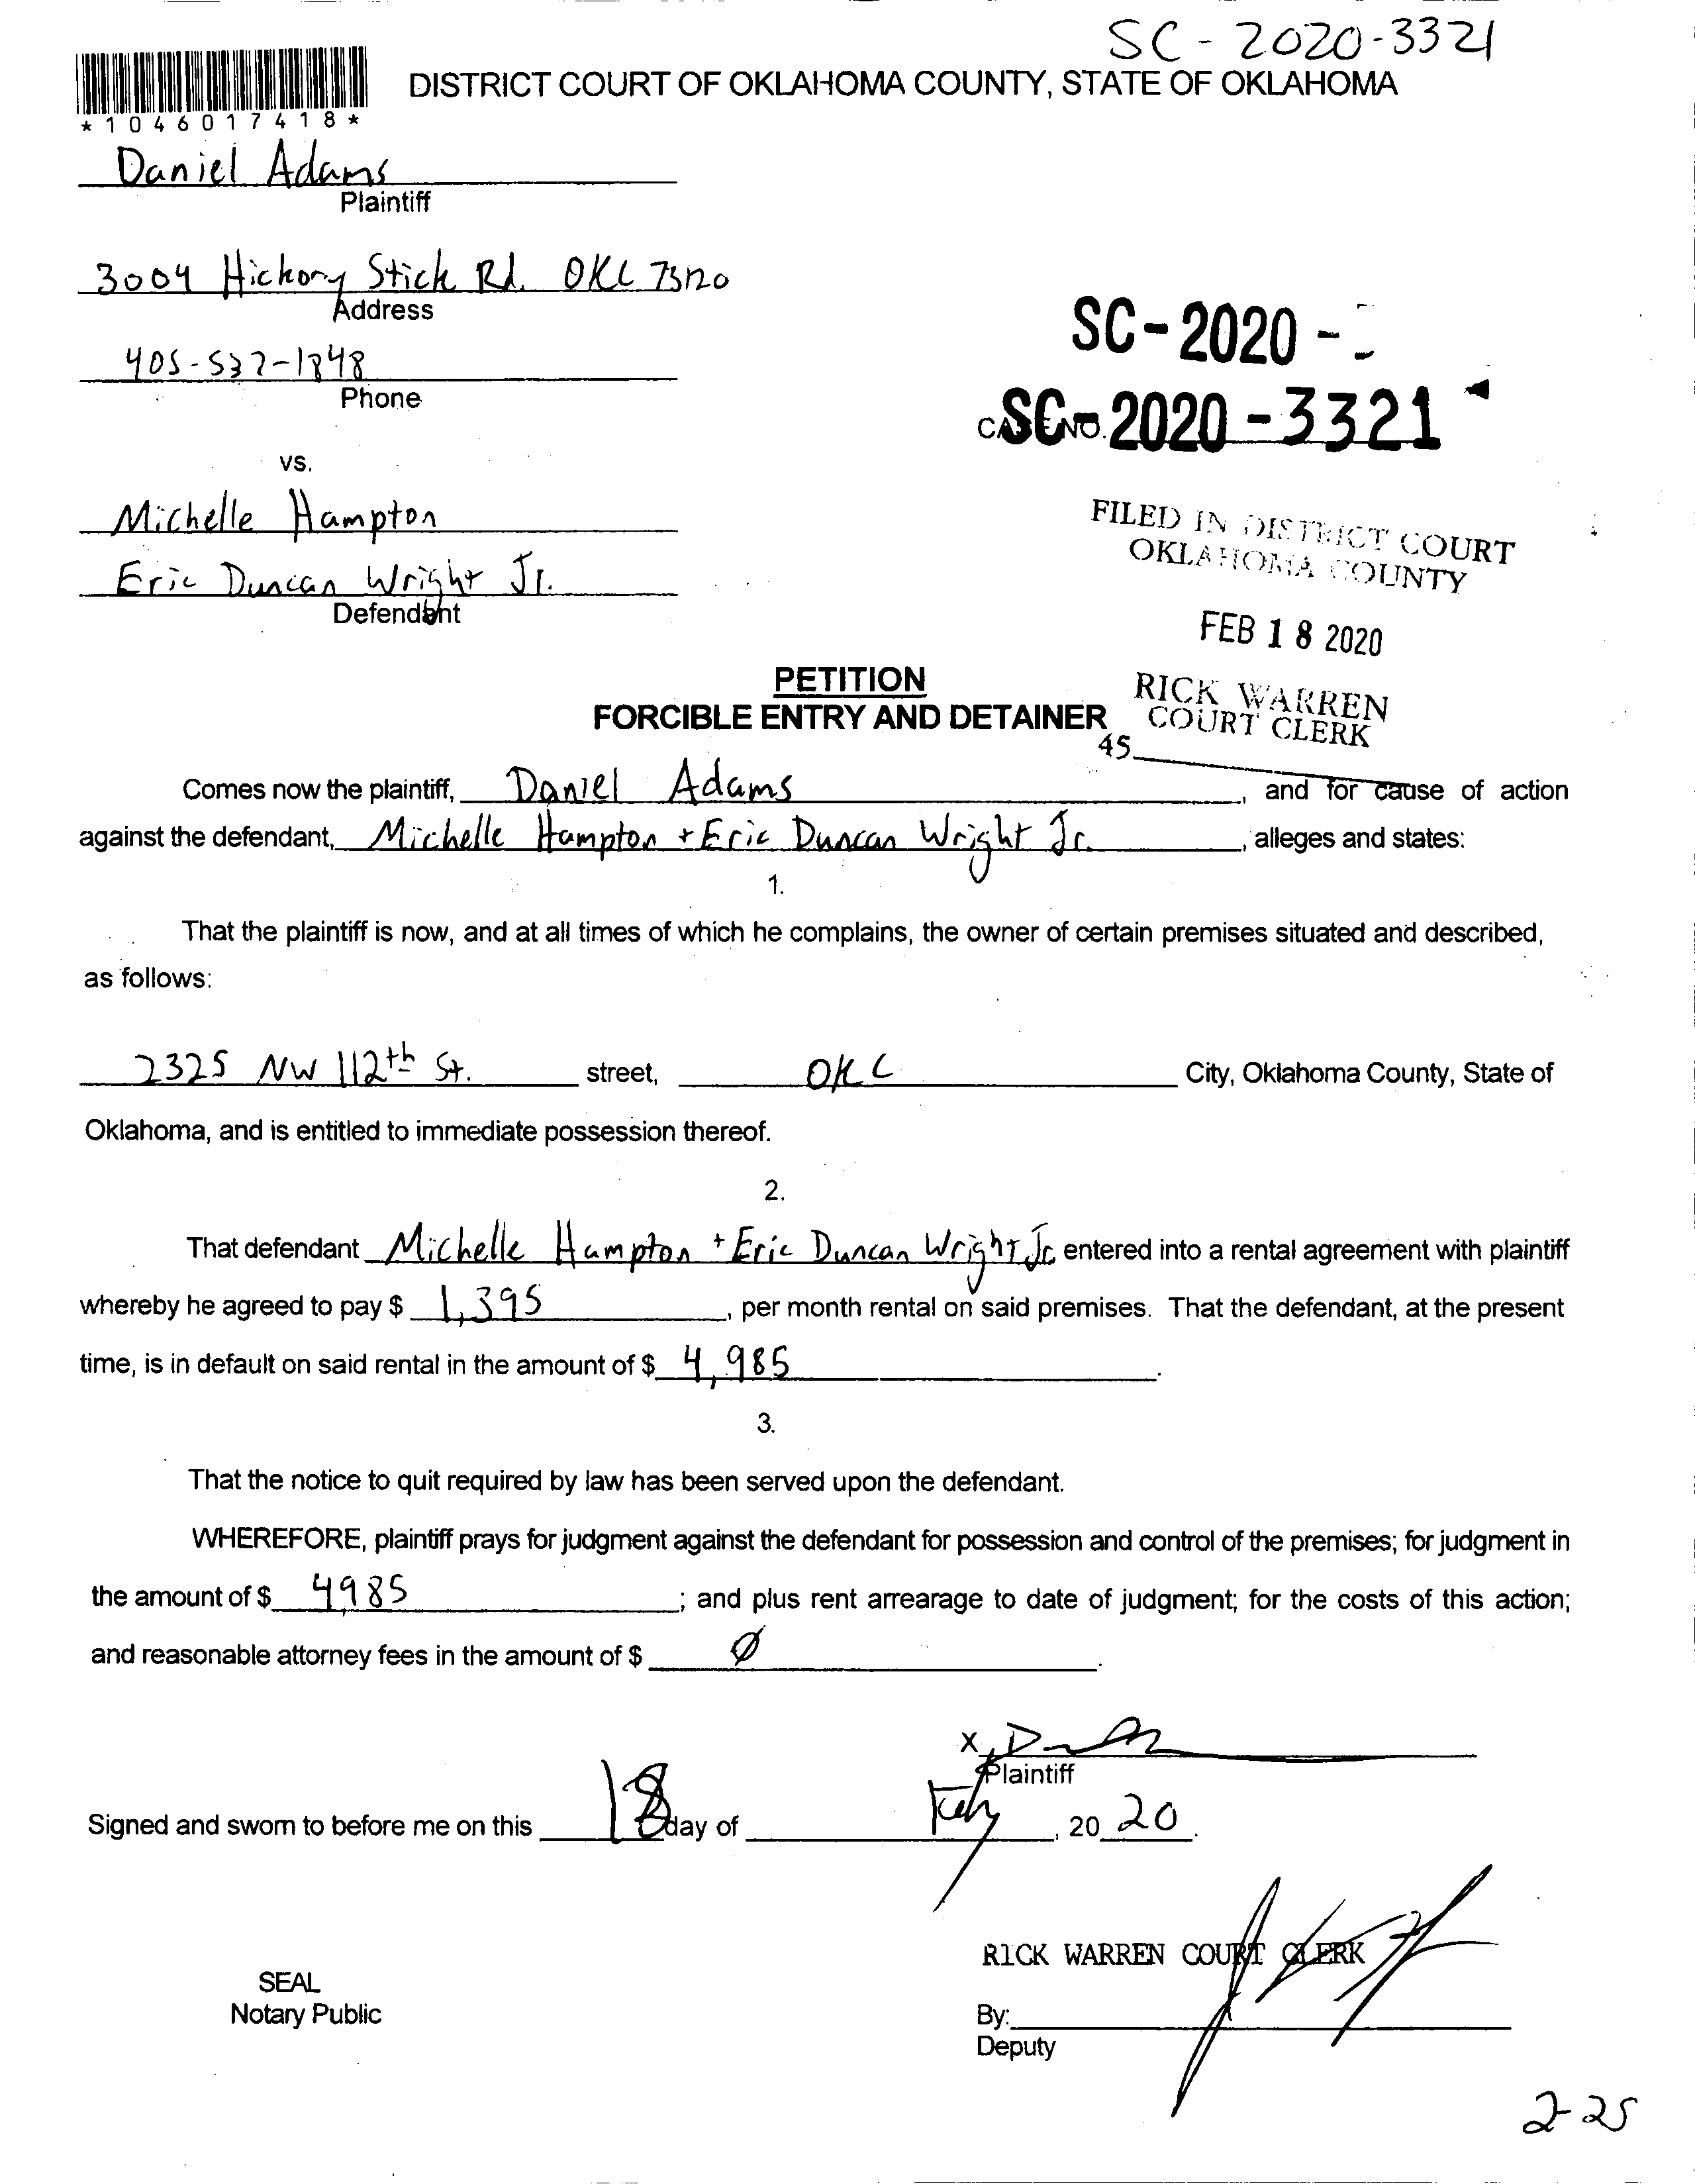 SC-2020-3321
DISTRICT COURT OF OKLAHOMA COUNTY, STATE OF OKLAHOMA
*1046017418*
Daniel Adams
Plaintiff
3004 Hickory Stick Rd. OKC 73120
Address
405-537-1848
Phone
SC-2020-
CASE NO. SC-2020-3321
vs.
Michelle Hampton
Eric Duncan Wright Jr.
Defendant
FILED IN DISTRICT COURT
OKLAHOMA COUNTY
FEB 18 2020
RICK WARREN
COURT CLERK
45
PETITION
FORCIBLE ENTRY AND DETAINER
Comes now the plaintiff, Daniel Adams, and for cause of action
against the defendant, Michelle Hampton + Eric Duncan Wright Jr., alleges and states:
1.
That the plaintiff is now, and at all times of which he complains, the owner of certain premises situated and described,
as follows:
2325 NW 112th St. street, OKC City, Oklahoma County, State of
Oklahoma, and is entitled to immediate possession thereof.
2.
That defendant Michelle Hampton + Eric Duncan Wright Jr. entered into a rental agreement with plaintiff
whereby he agreed to pay $ 1,395, per month rental on said premises. That the defendant, at the present
time, is in default on said rental in the amount of $ 4,985.
3.
That the notice to quit required by law has been served upon the defendant.
WHEREFORE, plaintiff prays for judgment against the defendant for possession and control of the premises; for judgment in
the amount of $ 4985; and plus rent arrearage to date of judgment; for the costs of this action;
and reasonable attorney fees in the amount of $ Ø.
X
Plaintiff
Signed and sworn to before me on this 18 day of Feb, 20 20.
RICK WARREN COURT CLERK
SEAL
Notary Public
By:
Deputy
2-25